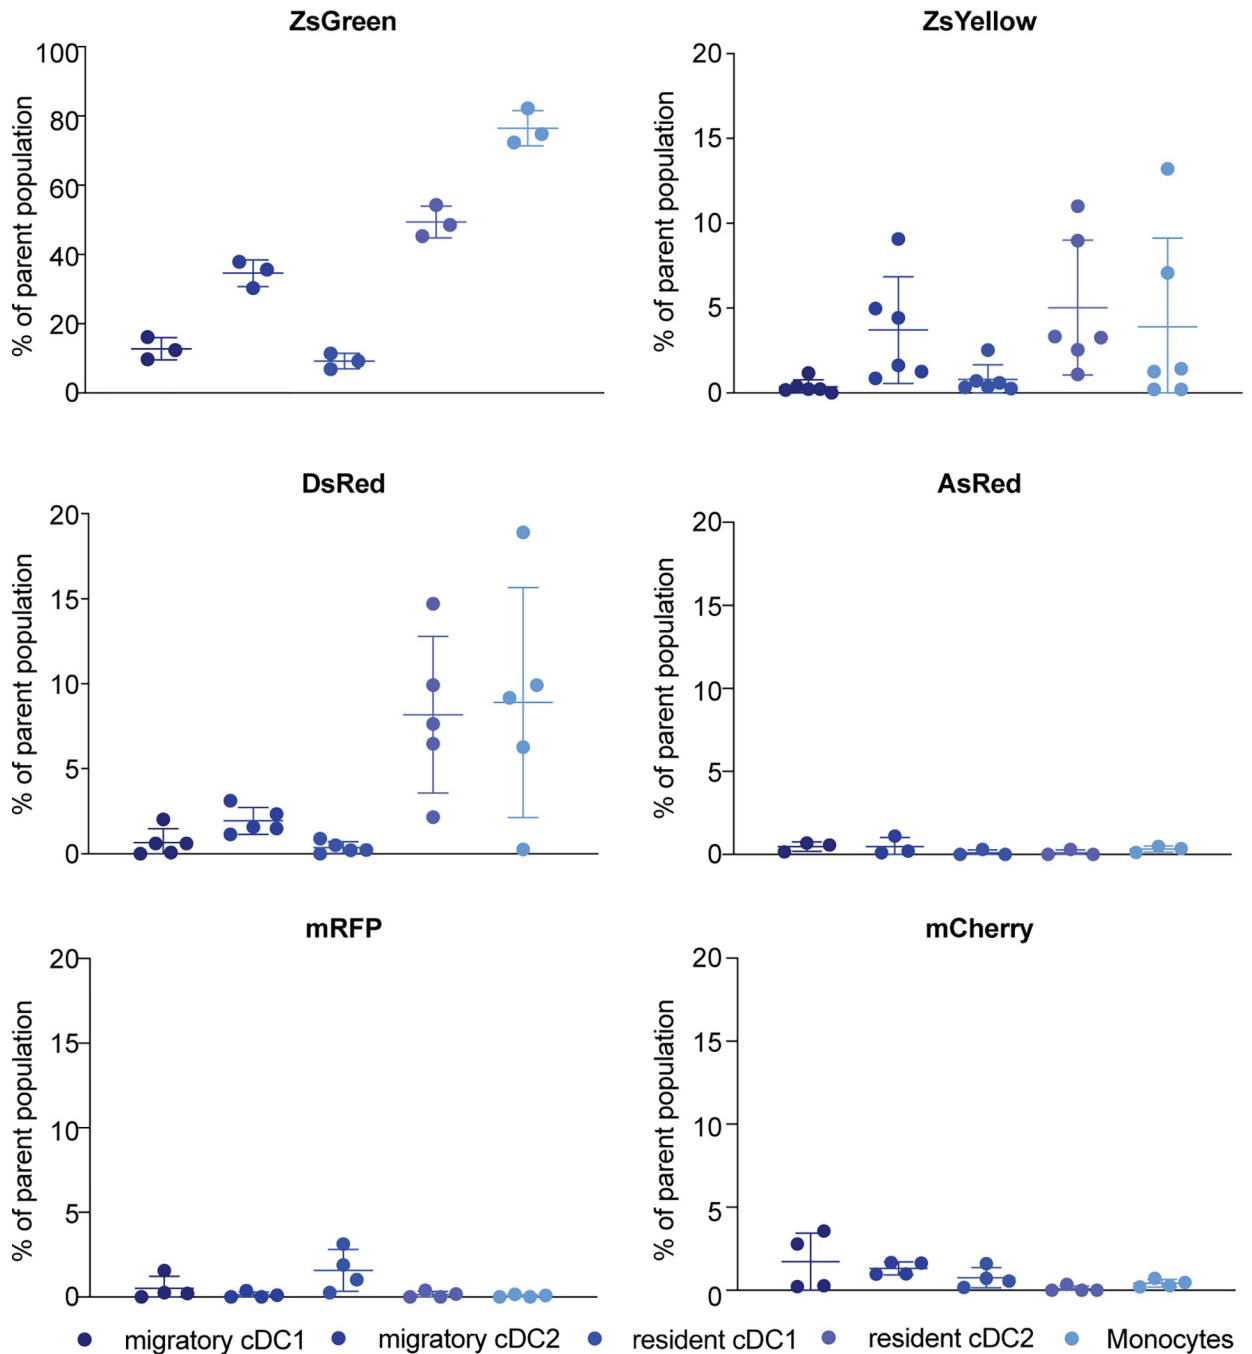 ZsGreen
% of parent population
100
80
60
40
20
0
ZsYellow
% of parent population
20
15
10
5
0
DsRed
% of parent population
20
15
10
5
0
AsRed
% of parent population
20
15
10
5
0
mRFP
% of parent population
20
15
10
5
0
mCherry
% of parent population
20
15
10
5
0
migratory cDC1 migratory cDC2 resident cDC1 resident cDC2 Monocytes